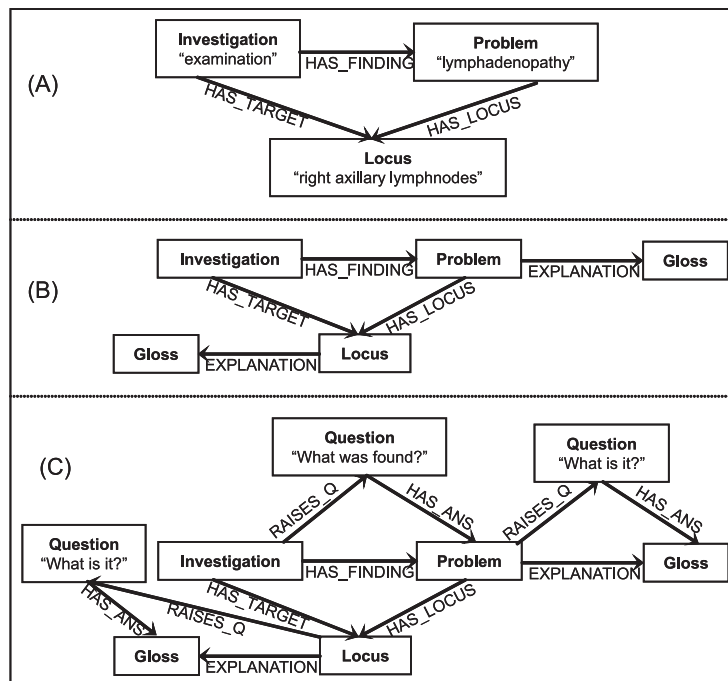 (A)
Investigation
“examination”
HAS_FINDING
Problem
“lymphadenopathy”
HAS_TARGET
HAS_LOCUS
Locus
“right axillary lymphnodes”
(B)
Investigation
HAS_FINDING
Problem
EXPLANATION
Gloss
HAS_TARGET
HAS_LOCUS
Gloss
EXPLANATION
Locus
(C)
Question
“What was found?”
Question
“What is it?”
RAISES_Q
HAS_ANS
RAISES_Q
HAS_ANS
Question
“What is it?”
Investigation
HAS_FINDING
Problem
EXPLANATION
Gloss
HAS_ANS
RAISES_Q
HAS_TARGET
HAS_LOCUS
Gloss
EXPLANATION
Locus